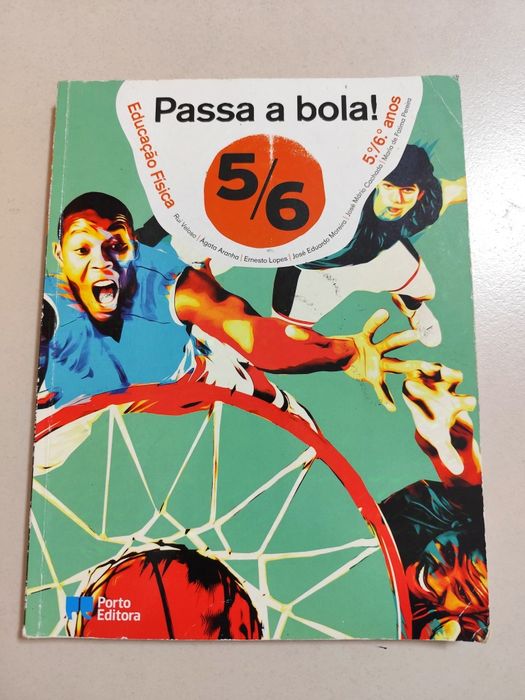 Passa a bola!
5/6
Educação Física
5.º/6.º anos
Rui Veloso | Ágata Aranha | Ernesto Lopes | José Eduardo Moreira | José Mário Cachada | Maria de Fátima Pereira
Porto
Editora